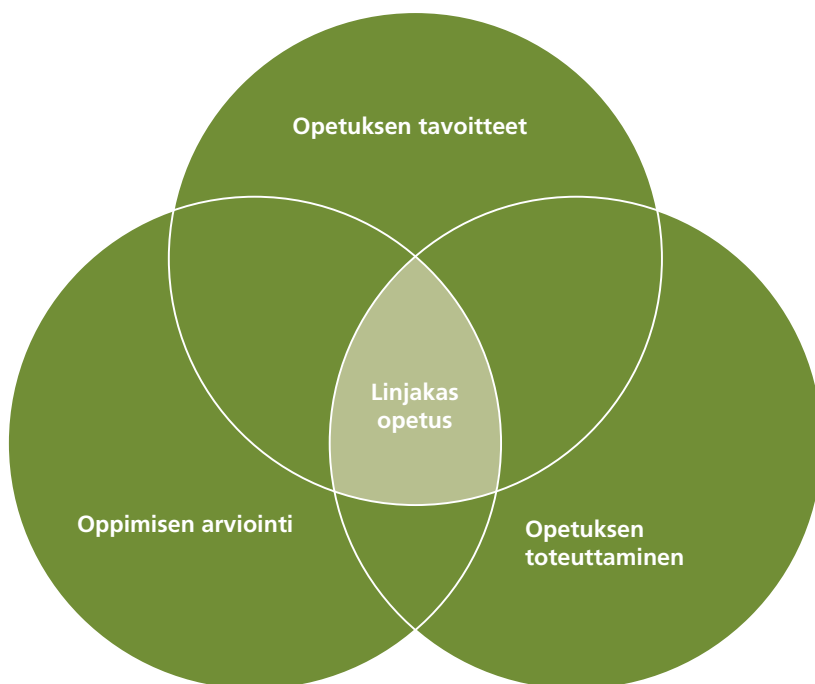 Opetuksen tavoitteet
Linjakas
opetus
Oppimisen arviointi
Opetuksen
toteuttaminen